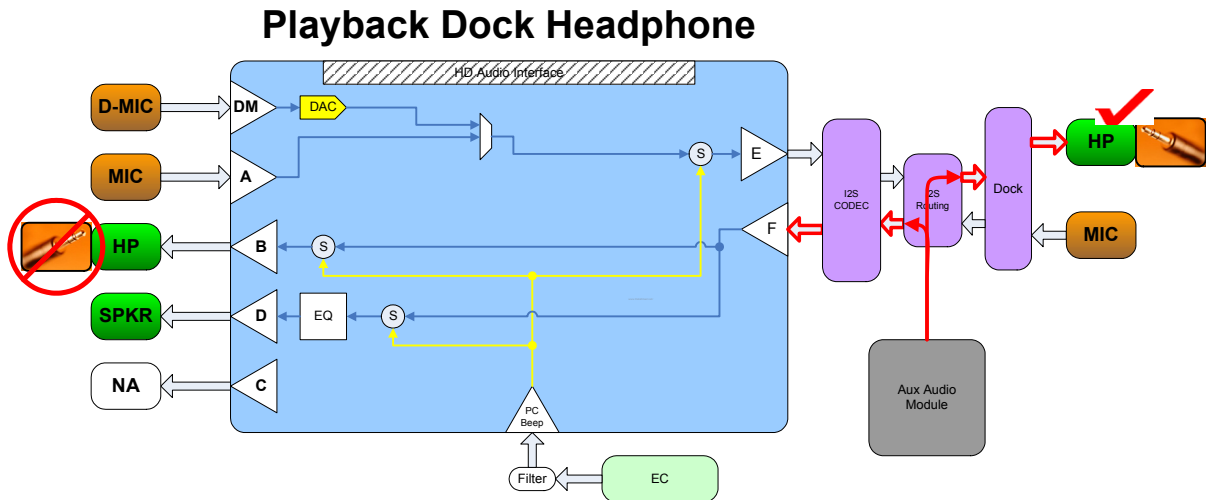 Playback Dock Headphone
HD Audio Interface
D-MIC
DM
DAC
HP
MIC
A
S
E
I2S
CODEC
I2S
Routing
Dock
F
MIC
HP
B
S
SPKR
D
EQ
S
NA
C
PC
Beep
Aux Audio
Module
Filter
EC